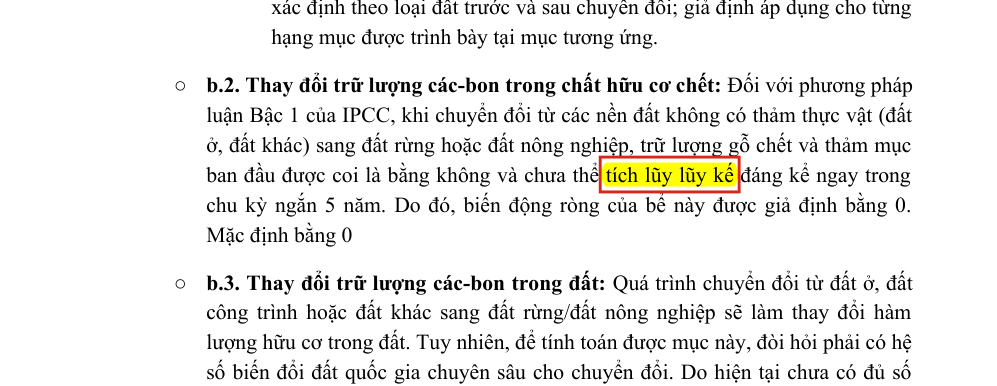 xác định theo loại đất trước và sau chuyển đổi; giả định áp dụng cho từng
hạng mục được trình bày tại mục tương ứng.
○ b.2. Thay đổi trữ lượng các-bon trong chất hữu cơ chết: Đối với phương pháp
luận Bậc 1 của IPCC, khi chuyển đổi từ các nền đất không có thảm thực vật (đất
ở, đất khác) sang đất rừng hoặc đất nông nghiệp, trữ lượng gỗ chết và thảm mục
ban đầu được coi là bằng không và chưa thể tích lũy lũy kế đáng kể ngay trong
chu kỳ ngắn 5 năm. Do đó, biến động ròng của bể này được giả định bằng 0.
Mặc định bằng 0
○ b.3. Thay đổi trữ lượng các-bon trong đất: Quá trình chuyển đổi từ đất ở, đất
công trình hoặc đất khác sang đất rừng/đất nông nghiệp sẽ làm thay đổi hàm
lượng hữu cơ trong đất. Tuy nhiên, để tính toán được mục này, đòi hỏi phải có hệ
số biến đổi đất quốc gia chuyên sâu cho chuyển đổi. Do hiện tại chưa có đủ số